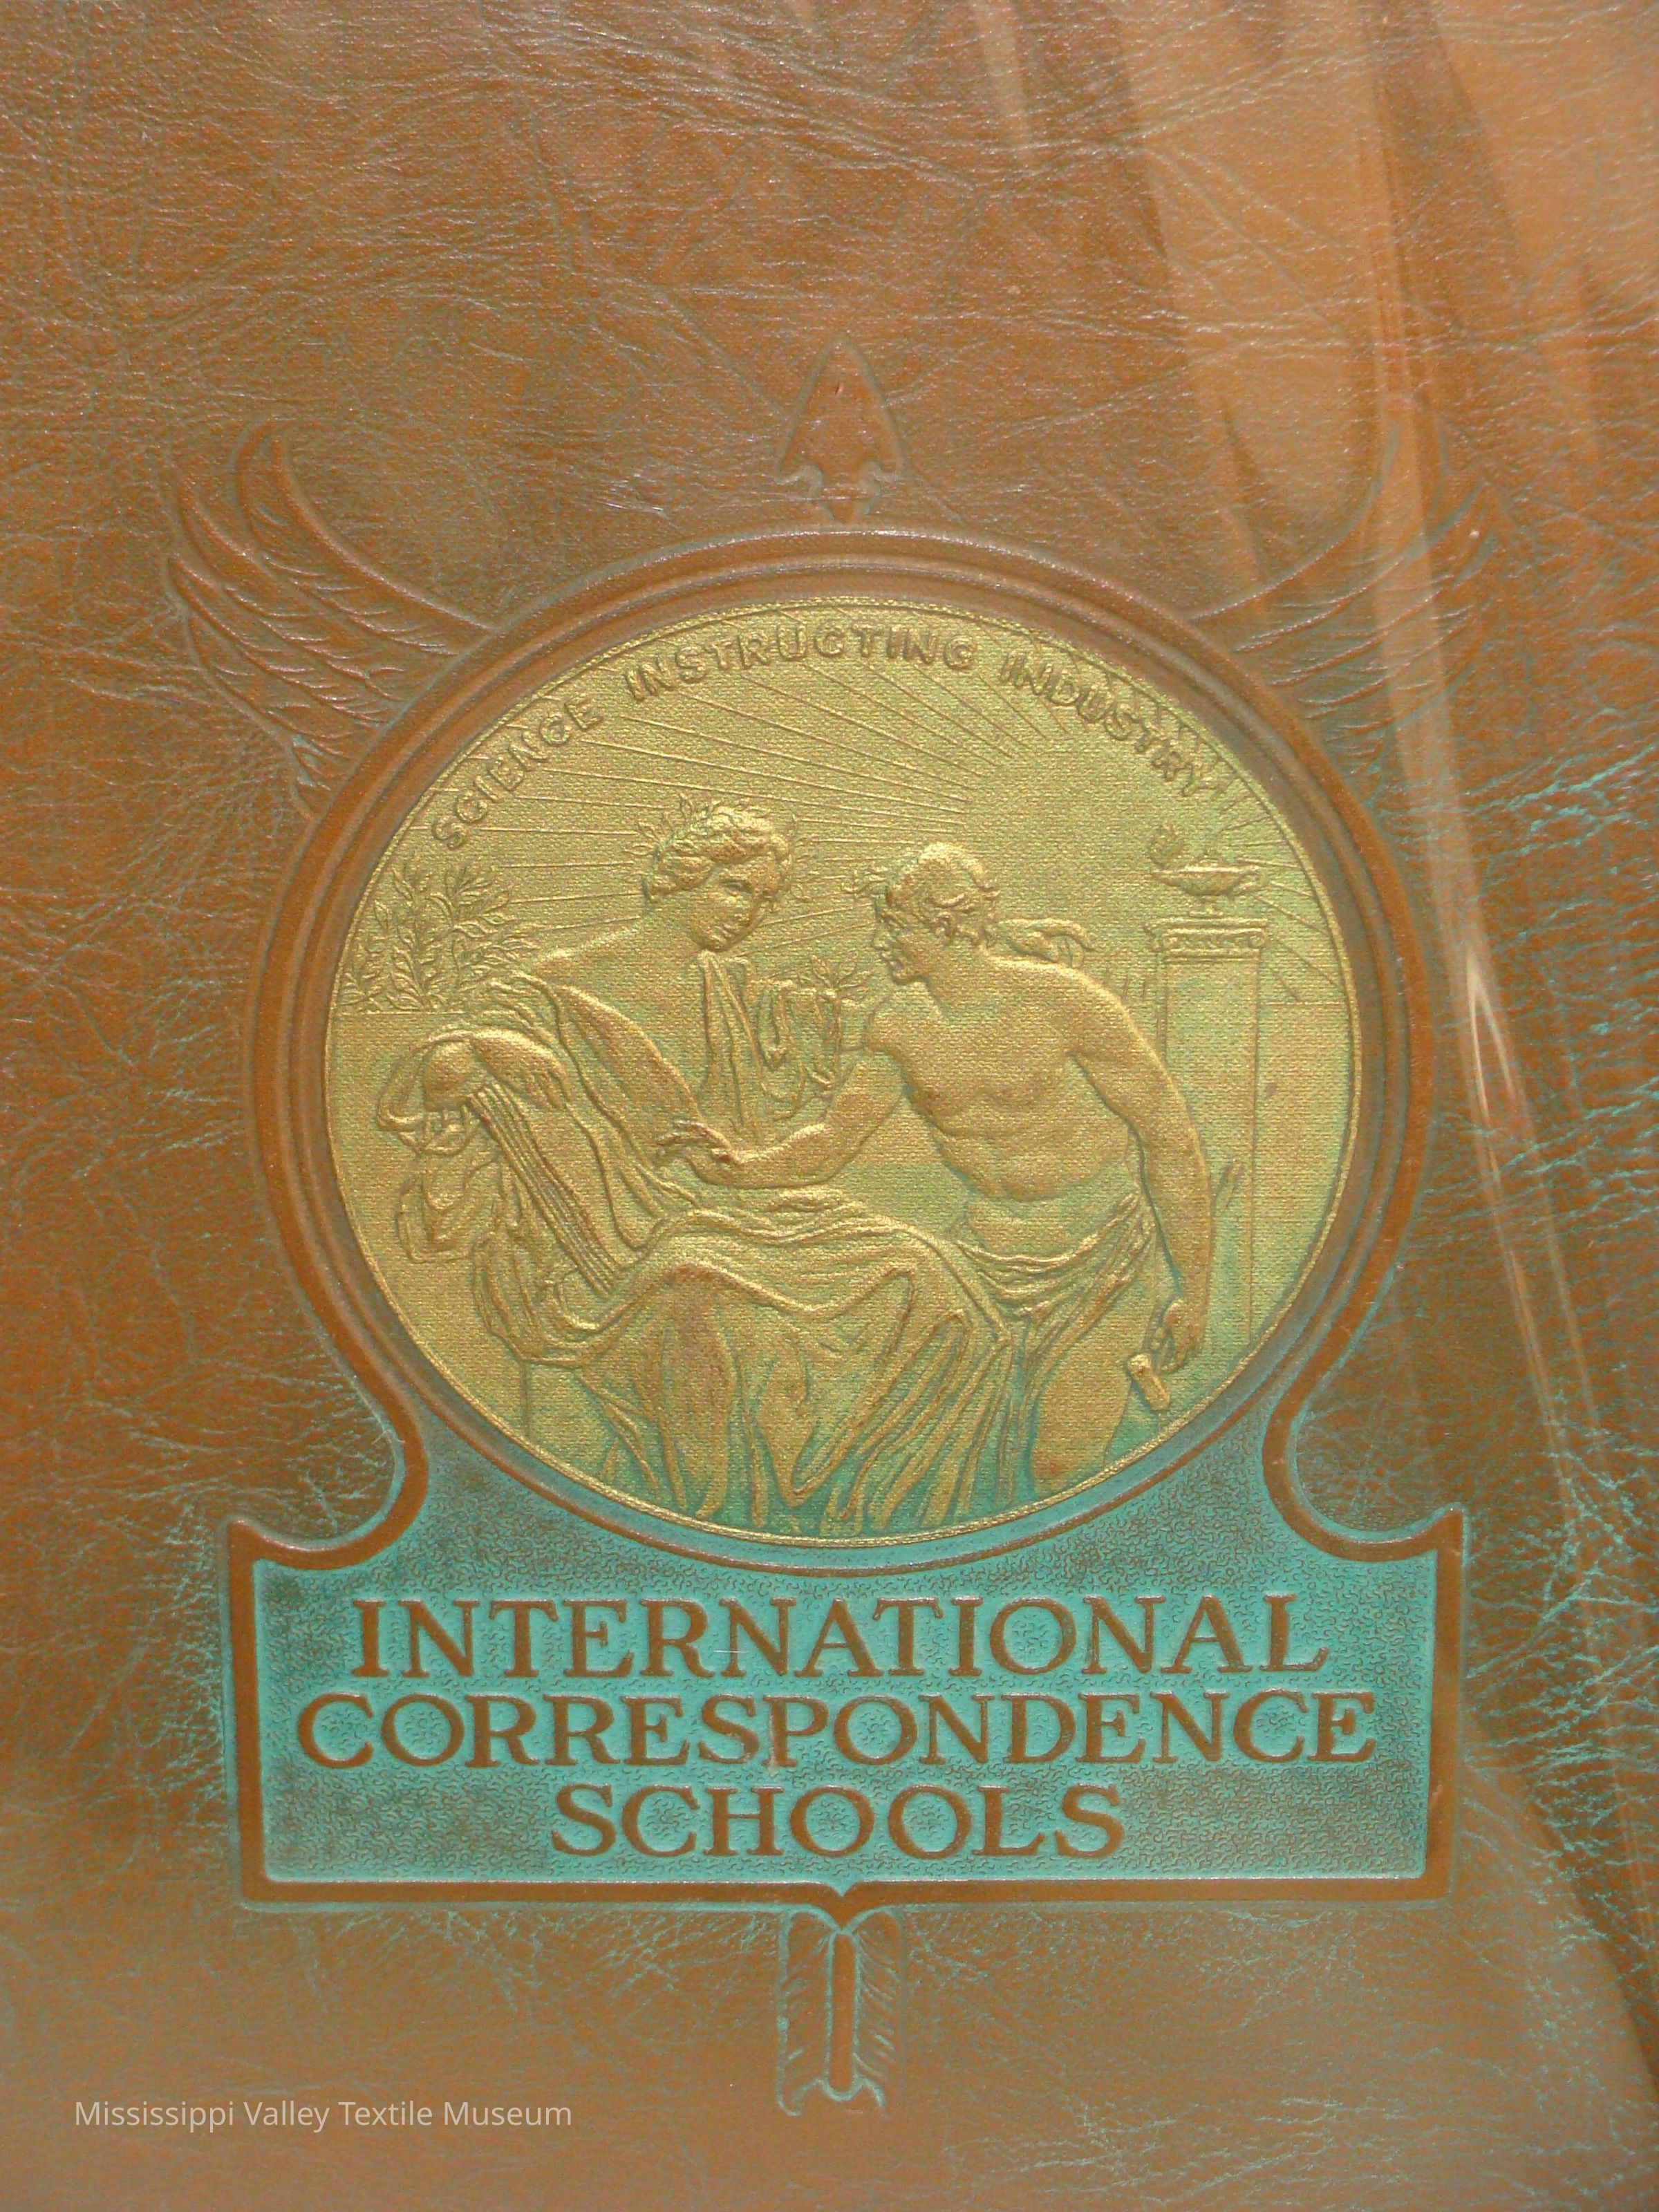 SCIENCE INSTRUCTING INDUSTRY
INTERNATIONAL
CORRESPONDENCE
SCHOOLS
Mississippi Valley Textile Museum